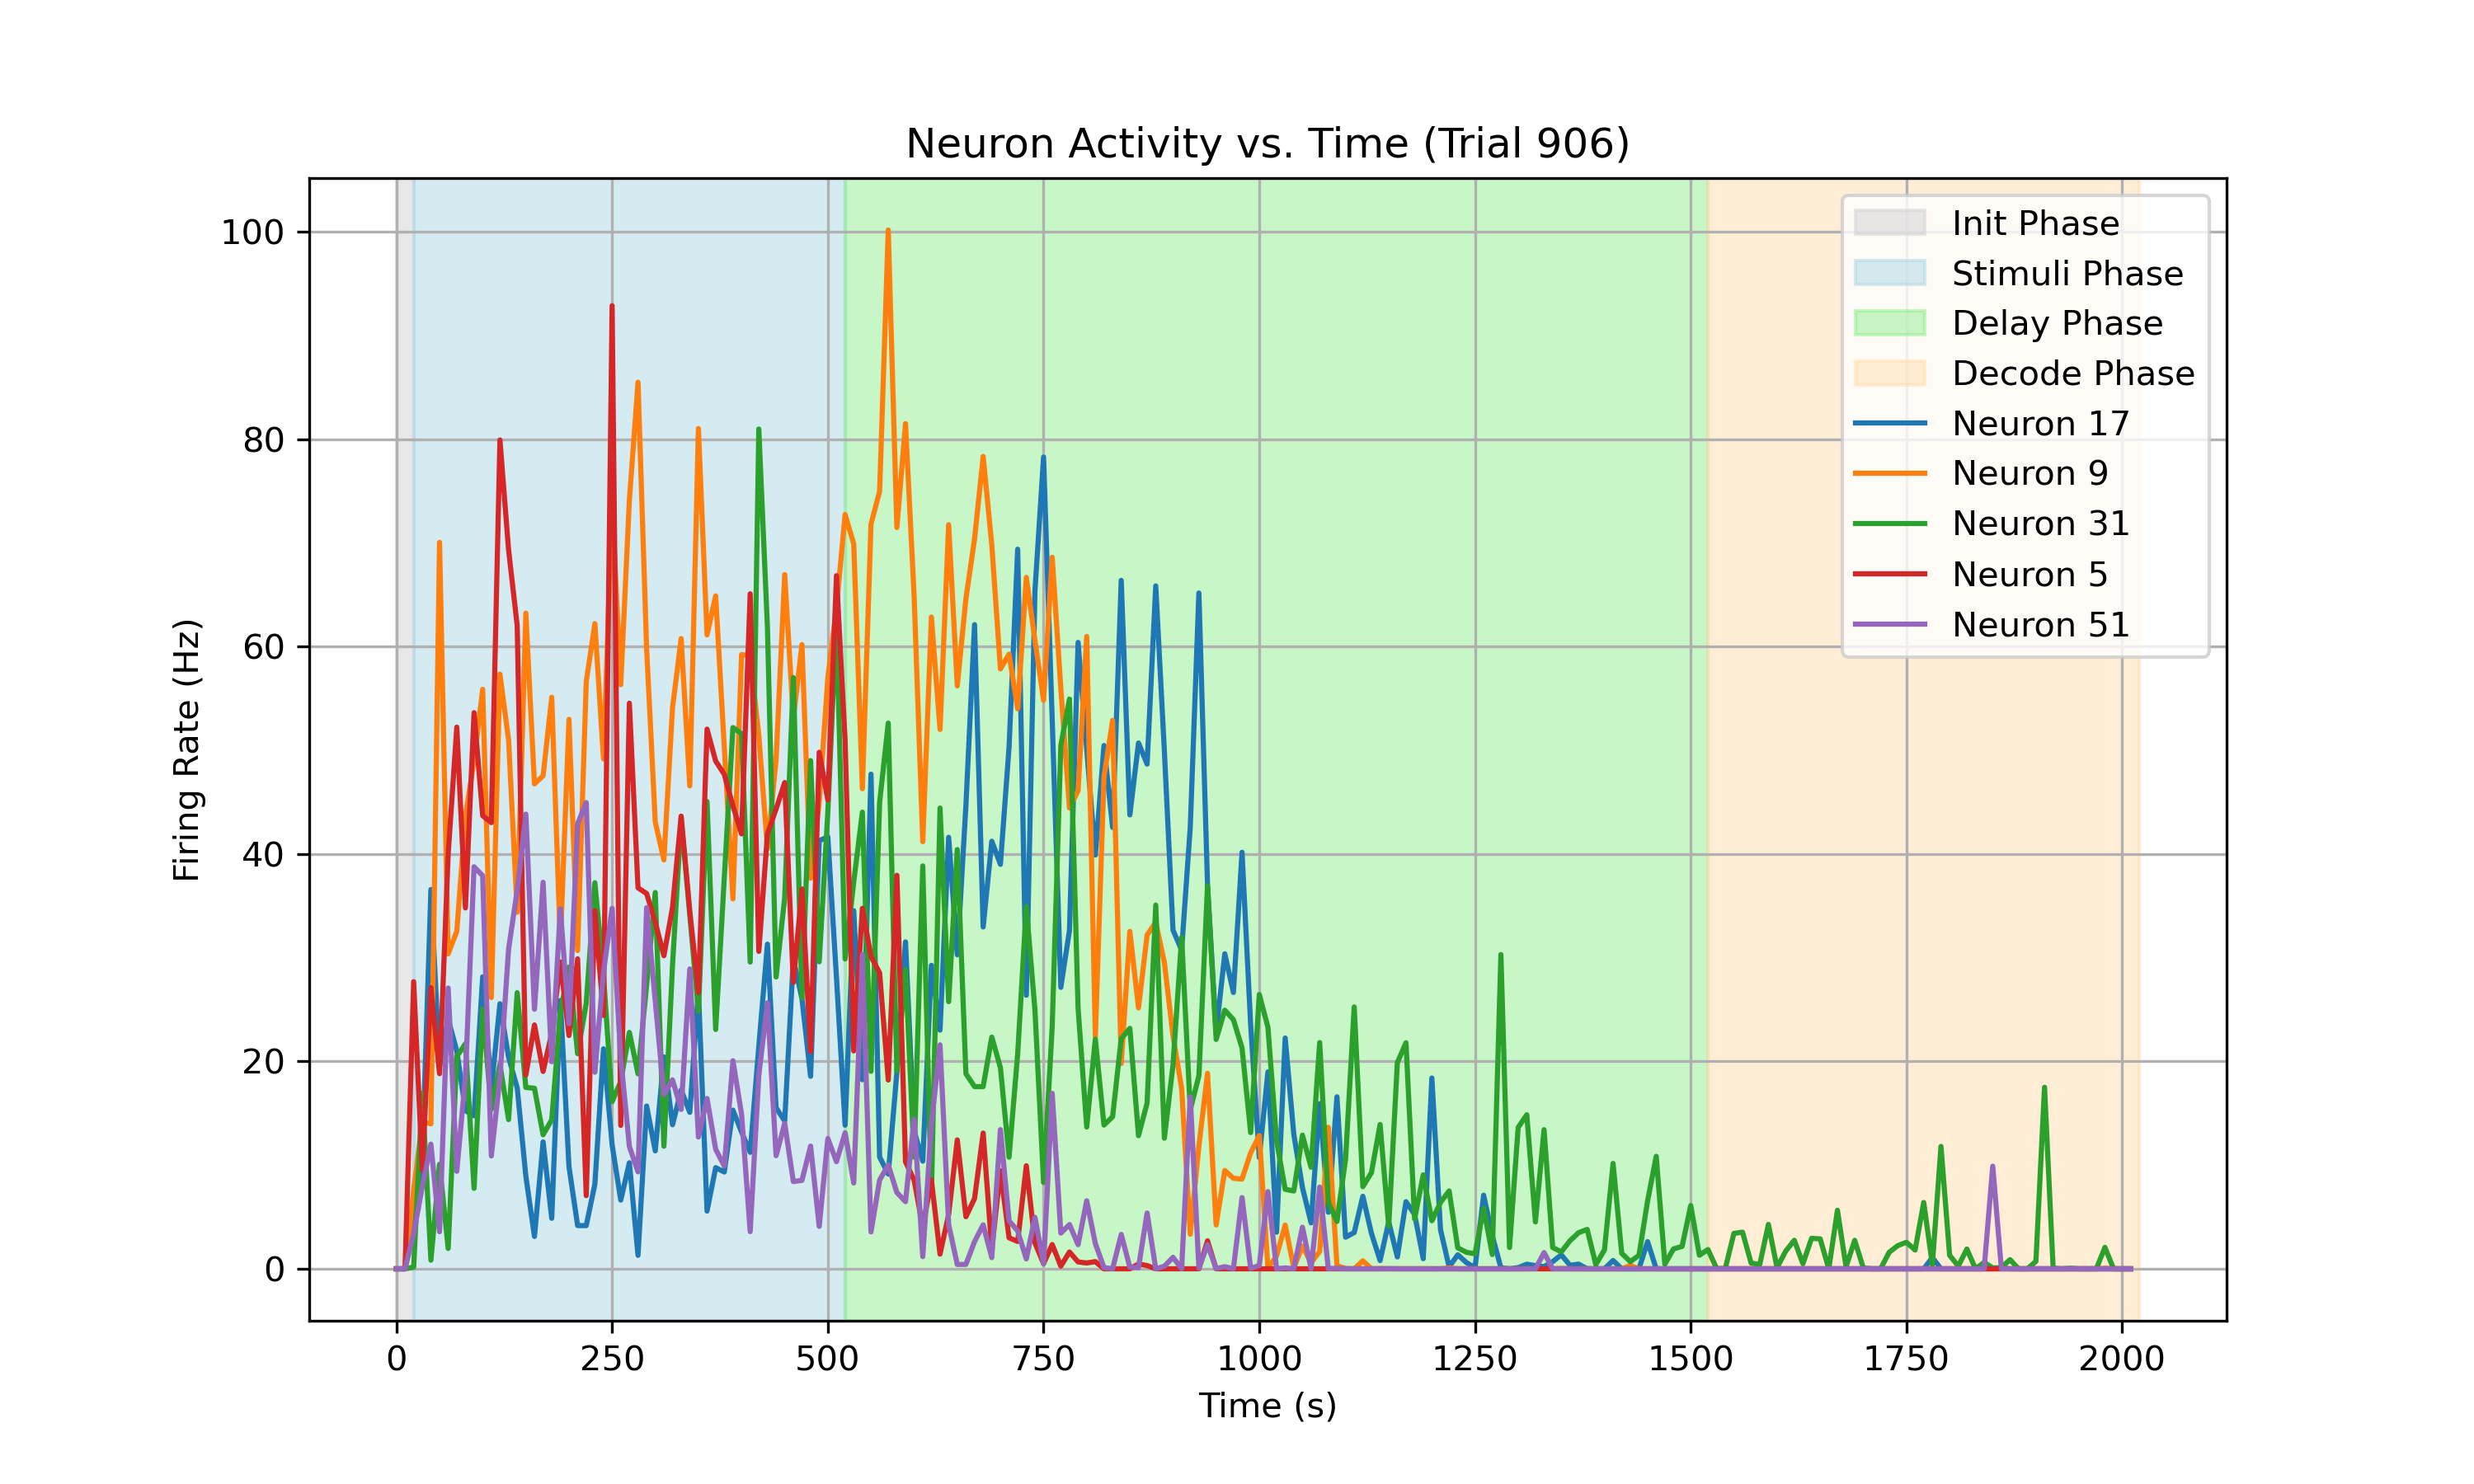 Neuron Activity vs. Time (Trial 906)
Init Phase
Stimuli Phase
Delay Phase
Decode Phase
Neuron 17
Neuron 9
Neuron 31
Neuron 5
Neuron 51
Firing Rate (Hz)
100
80
60
40
20
0
0 250 500 750 1000 1250 1500 1750 2000
Time (s)